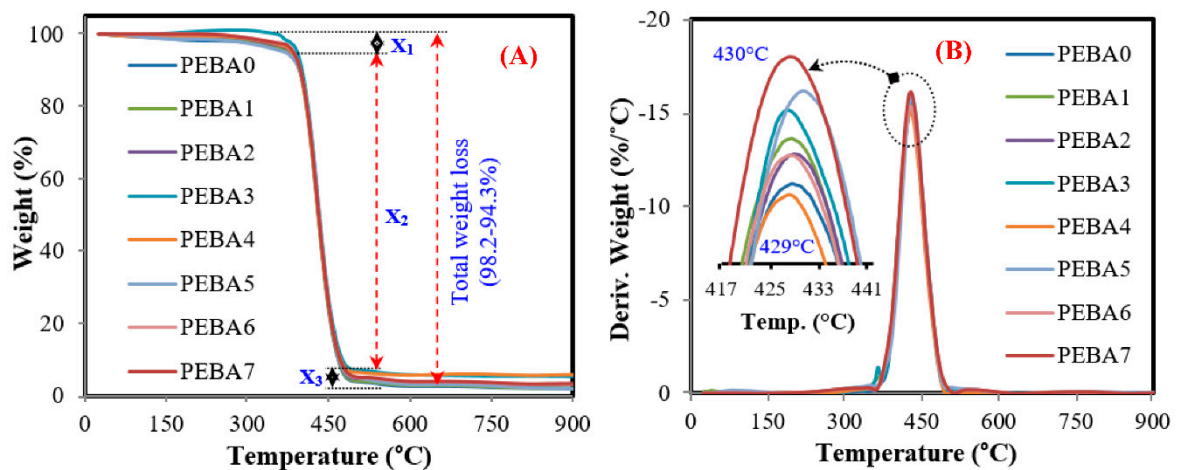 Weight (%)
100
80
60
40
20
0
PEBA0
PEBA1
PEBA2
PEBA3
PEBA4
PEBA5
PEBA6
PEBA7
(A)
X1
X2
X3
Total weight loss
(98.2-94.3%)
0 150 300 450 600 750 900
Temperature (°C)
Deriv. Weight (%/°C)
-20
-15
-10
-5
0
(B)
430°C
429°C
417 425 433 441
Temp. (°C)
PEBA0
PEBA1
PEBA2
PEBA3
PEBA4
PEBA5
PEBA6
PEBA7
0 150 300 450 600 750 900
Temperature (°C)